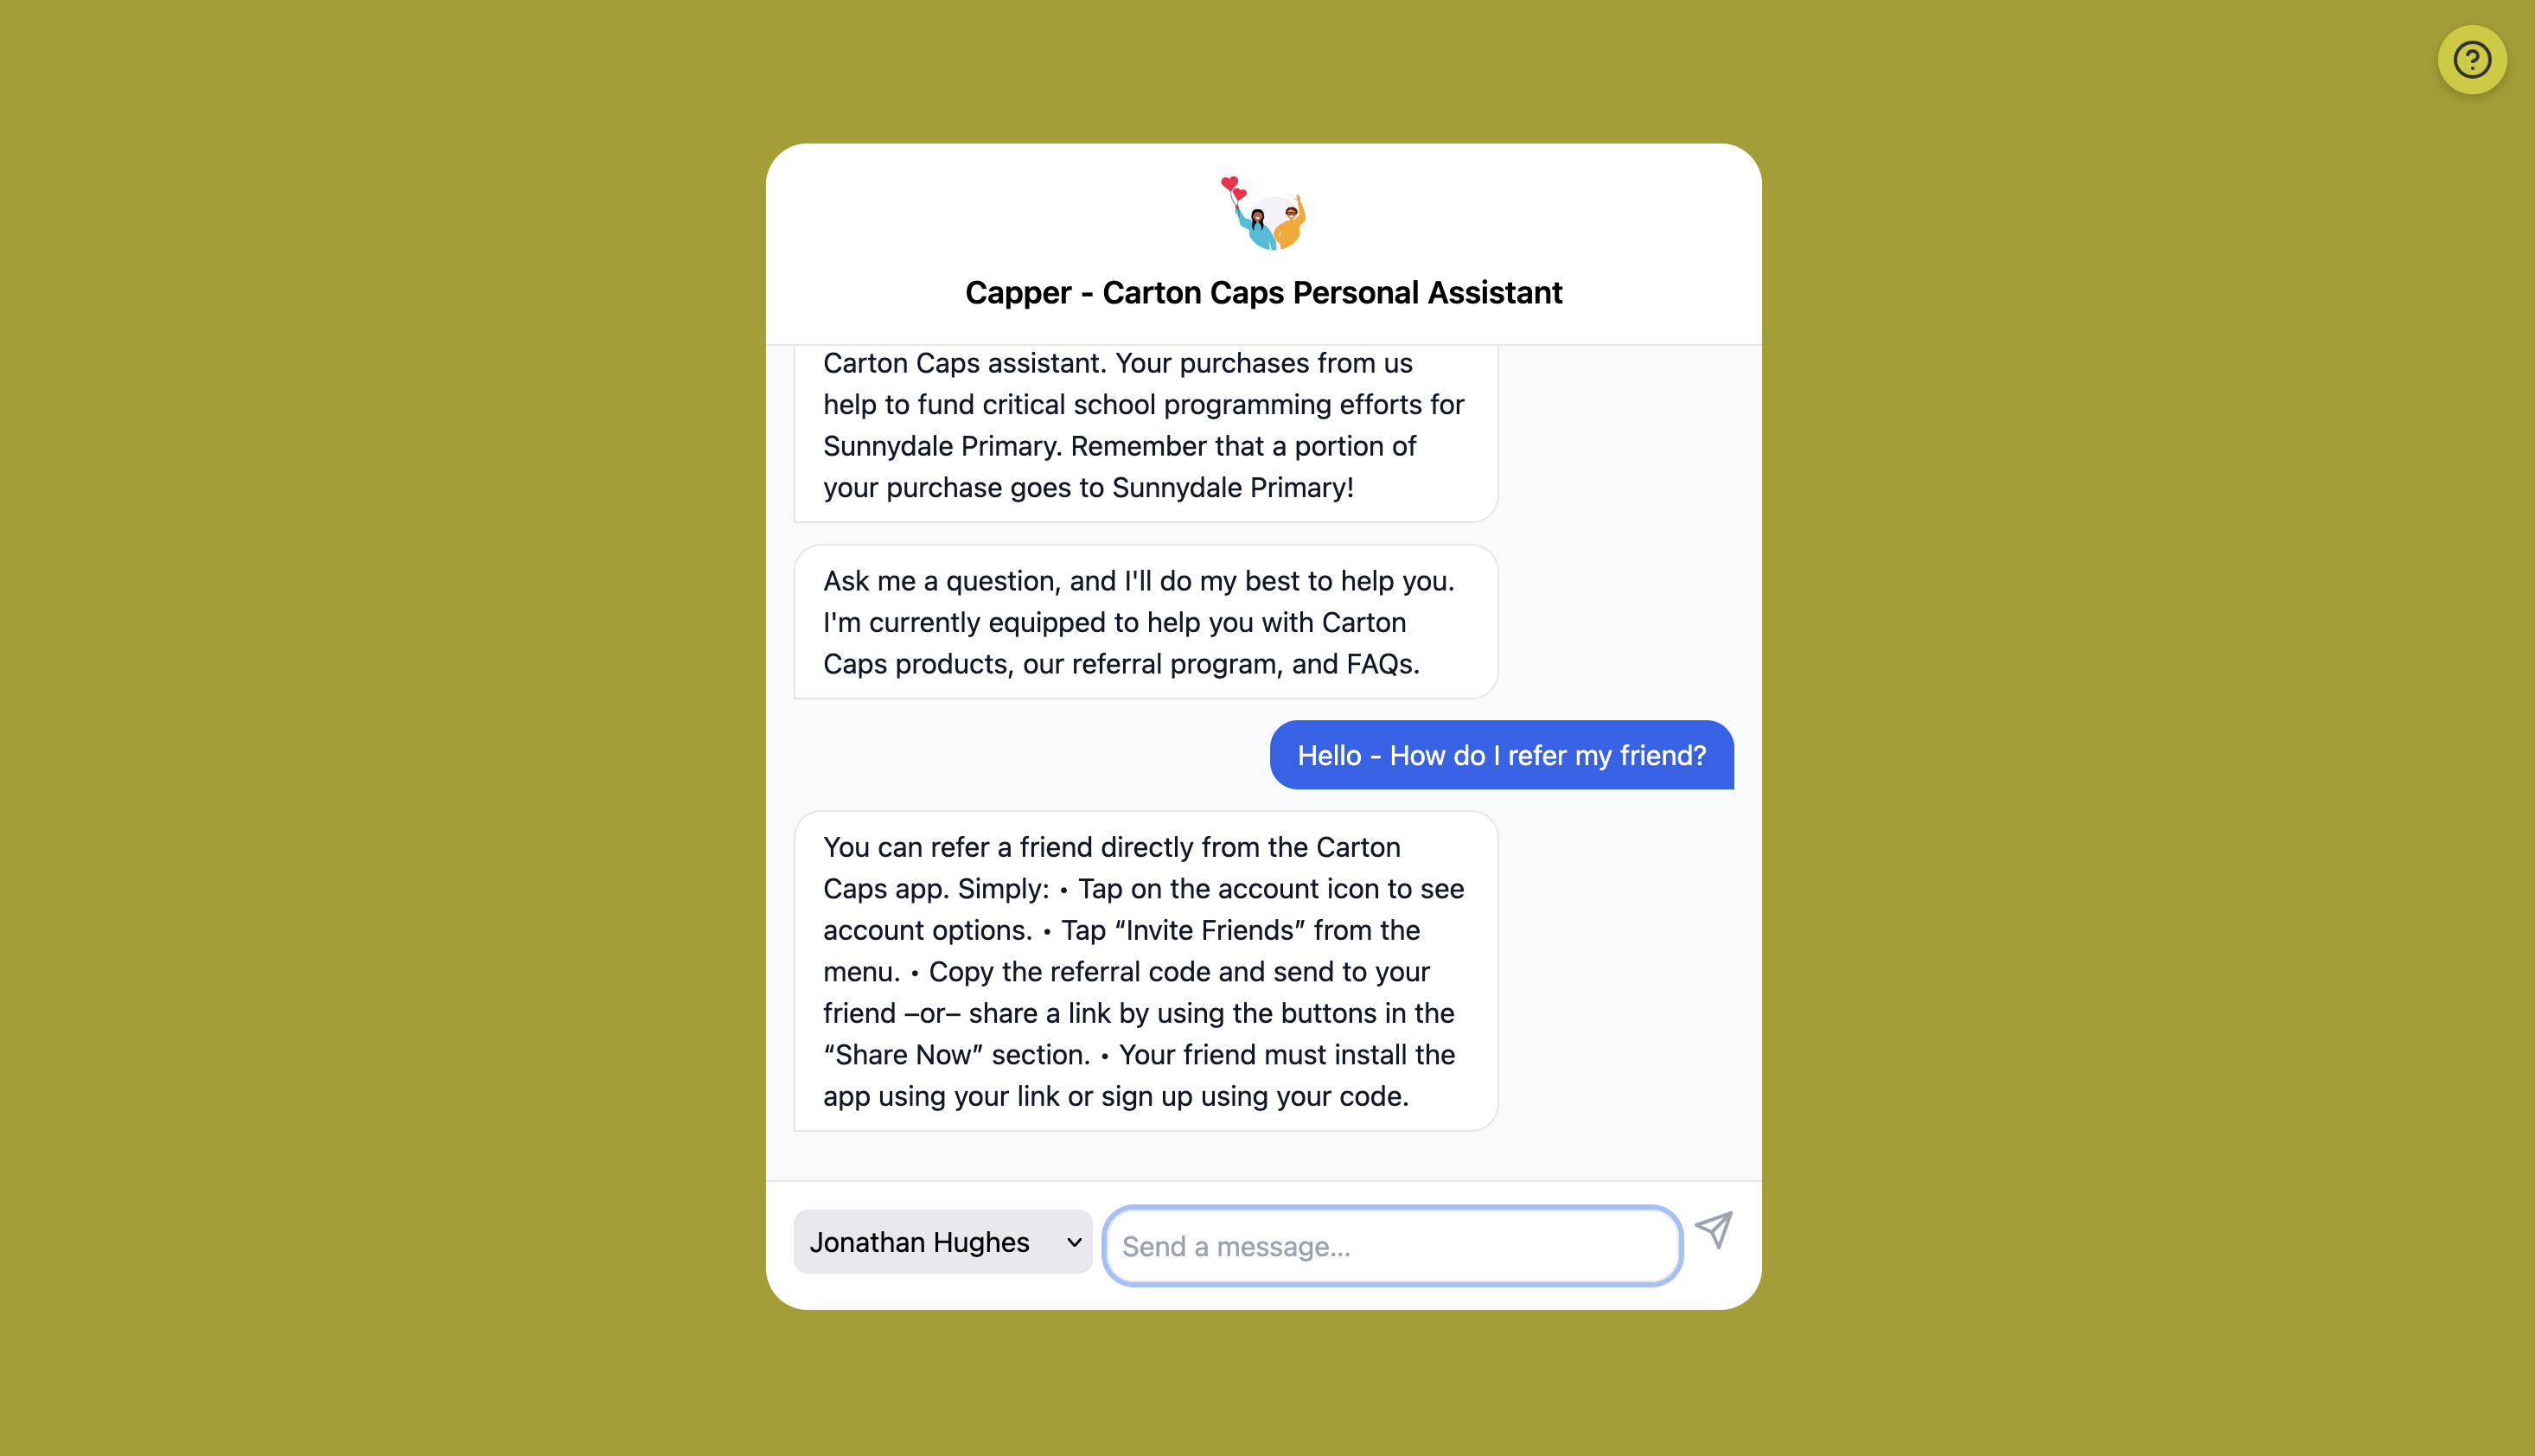 Capper - Carton Caps Personal Assistant
Carton Caps assistant. Your purchases from us
help to fund critical school programming efforts for
Sunnydale Primary. Remember that a portion of
your purchase goes to Sunnydale Primary!
Ask me a question, and I'll do my best to help you.
I'm currently equipped to help you with Carton
Caps products, our referral program, and FAQs.
Hello - How do I refer my friend?
You can refer a friend directly from the Carton
Caps app. Simply: • Tap on the account icon to see
account options. • Tap “Invite Friends” from the
menu. • Copy the referral code and send to your
friend –or– share a link by using the buttons in the
“Share Now” section. • Your friend must install the
app using your link or sign up using your code.
Jonathan Hughes
Send a message...